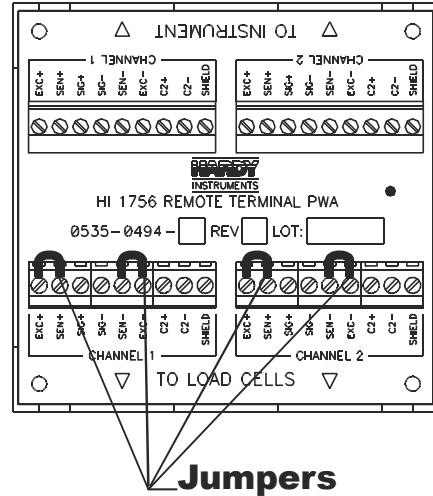 TO INSTRUMENT
CHANNEL 1 CHANNEL 2
EXC+ SEN+ SIG+ SIG- SEN- EXC- C2+ C2- SHIELD EXC+ SEN+ SIG+ SIG- SEN- EXC- C2+ C2- SHIELD
HARDY
INSTRUMENTS
HI 1756 REMOTE TERMINAL PWA
0535-0494- REV LOT:
EXC+ SEN+ SIG+ SIG- SEN- EXC- C2+ C2- SHIELD EXC+ SEN+ SIG+ SIG- SEN- EXC- C2+ C2- SHIELD
CHANNEL 1 CHANNEL 2
TO LOAD CELLS
Jumpers